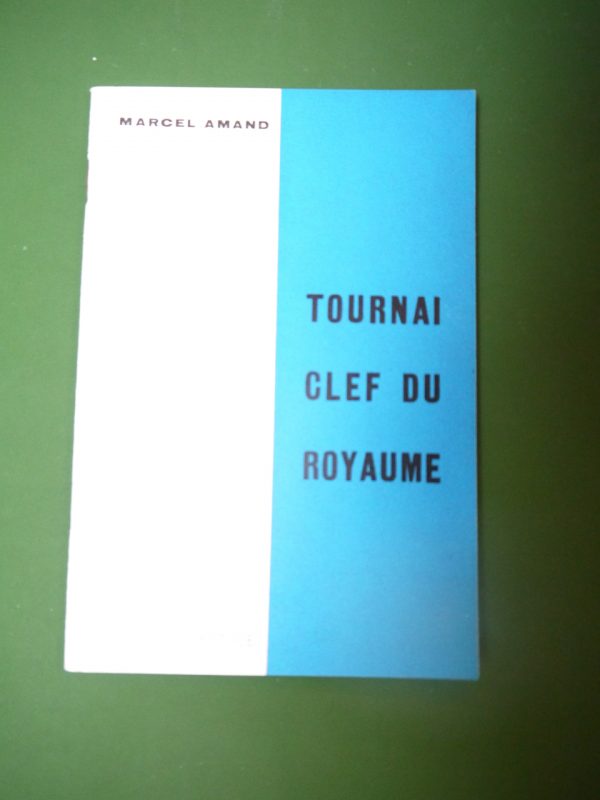 MARCEL AMAND
TOURNAI
CLEF DU
ROYAUME